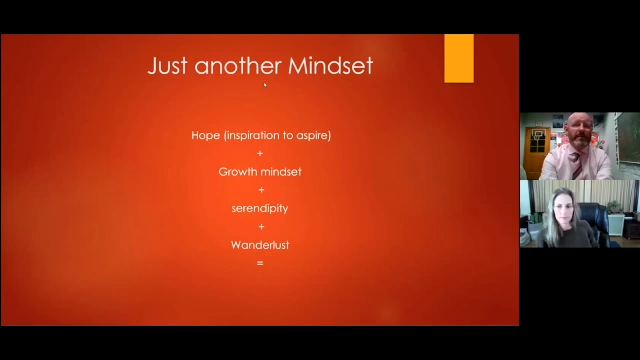 Just another Mindset
Hope (inspiration to aspire)
+
Growth mindset
+
serendipity
+
Wanderlust
=